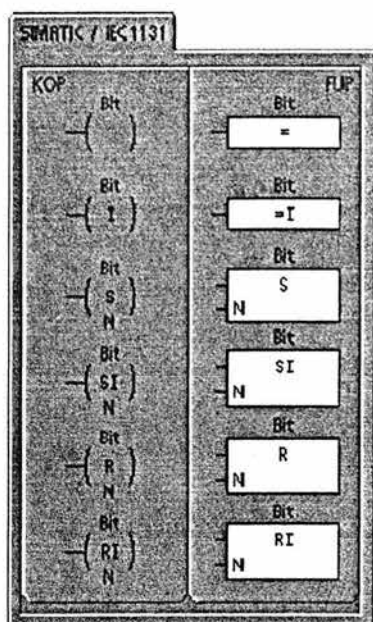 SIMATIC / IEC1131
KOP
FUP
Bit
( )
Bit
=
Bit
( I )
Bit
=I
Bit
( S )
N
Bit
S
N
Bit
( SI )
N
Bit
SI
N
Bit
( R )
N
Bit
R
N
Bit
( RI )
N
Bit
RI
N